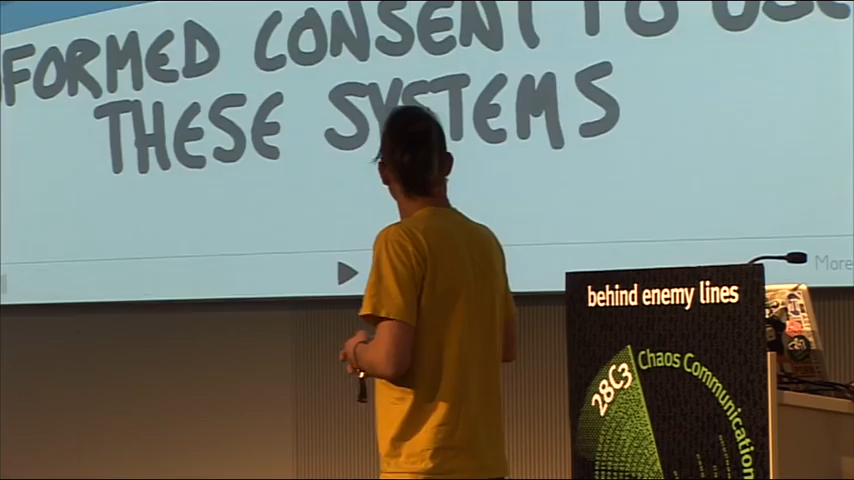 FORMED CONSENT TO USE
THESE SYSTEMS
More
behind enemy lines
28C3
Chaos Communication